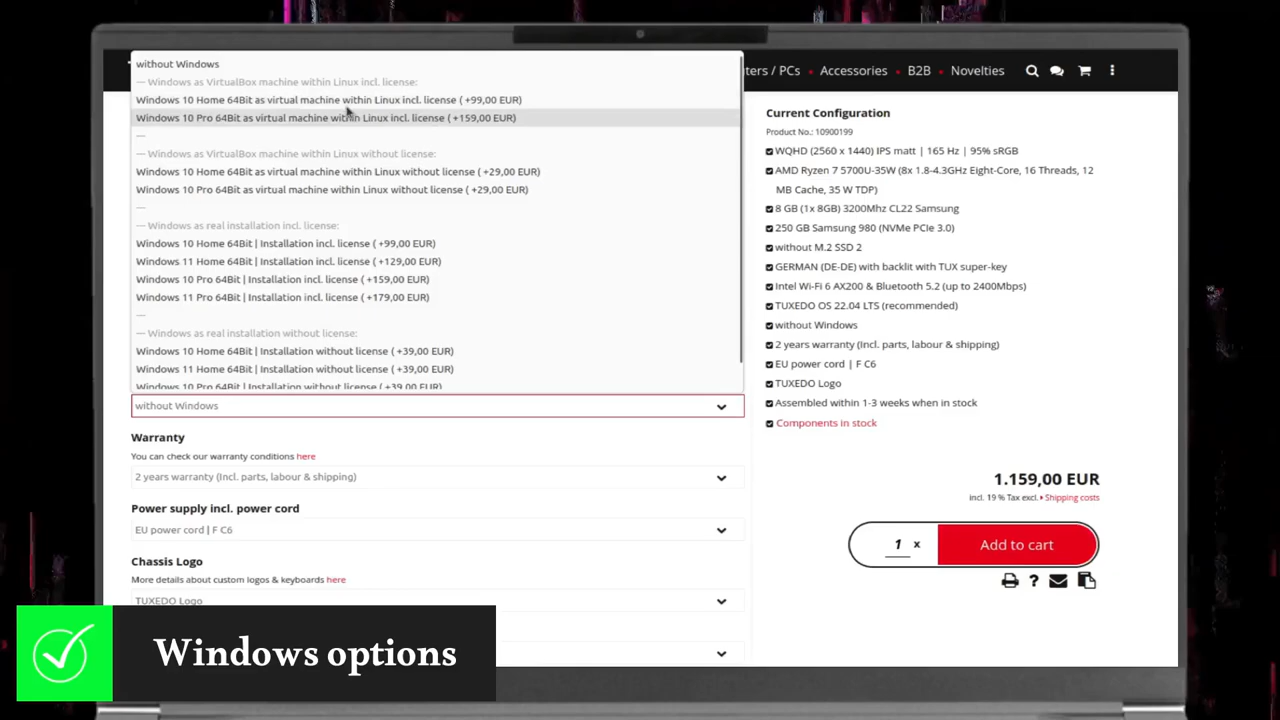 without Windows
— Windows as VirtualBox machine within Linux incl. license:
Windows 10 Home 64Bit as virtual machine within Linux incl. license ( +99,00 EUR)
Windows 10 Pro 64Bit as virtual machine within Linux incl. license ( +159,00 EUR)
—
— Windows as VirtualBox machine within Linux without license:
Windows 10 Home 64Bit as virtual machine within Linux without license ( +29,00 EUR)
Windows 10 Pro 64Bit as virtual machine within Linux without license ( +29,00 EUR)
—
— Windows as real installation incl. license:
Windows 10 Home 64Bit | Installation incl. license ( +99,00 EUR)
Windows 11 Home 64Bit | Installation incl. license ( +129,00 EUR)
Windows 10 Pro 64Bit | Installation incl. license ( +159,00 EUR)
Windows 11 Pro 64Bit | Installation incl. license ( +179,00 EUR)
—
— Windows as real installation without license:
Windows 10 Home 64Bit | Installation without license ( +39,00 EUR)
Windows 11 Home 64Bit | Installation without license ( +39,00 EUR)
Windows 10 Pro 64Bit | Installation without license ( +39,00 EUR)
without Windows
Warranty
You can check our warranty conditions here
2 years warranty (Incl. parts, labour & shipping)
Power supply incl. power cord
EU power cord | F C6
Chassis Logo
More details about custom logos & keyboards here
TUXEDO Logo
ters / PCs Accessories B2B Novelties
Current Configuration
Product No.: 10900199
WQHD (2560 x 1440) IPS matt | 165 Hz | 95% sRGB
AMD Ryzen 7 5700U-35W (8x 1.8-4.3GHz Eight-Core, 16 Threads, 12
MB Cache, 35 W TDP)
8 GB (1x 8GB) 3200Mhz CL22 Samsung
250 GB Samsung 980 (NVMe PCIe 3.0)
without M.2 SSD 2
GERMAN (DE-DE) with backlit with TUX super-key
Intel Wi-Fi 6 AX200 & Bluetooth 5.2 (up to 2400Mbps)
TUXEDO OS 22.04 LTS (recommended)
without Windows
2 years warranty (Incl. parts, labour & shipping)
EU power cord | F C6
TUXEDO Logo
Assembled within 1-3 weeks when in stock
Components in stock
1.159,00 EUR
incl. 19 % Tax excl. • Shipping costs
1 x Add to cart
Windows options